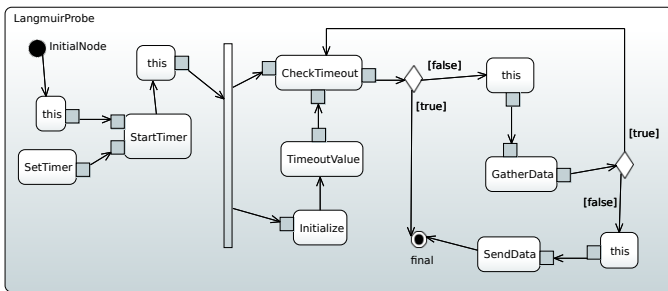 LangmuirProbe
InitialNode
this
this
SetTimer
StartTimer
CheckTimeout
TimeoutValue
Initialize
[false]
[true]
this
GatherData
[true]
[false]
this
SendData
final